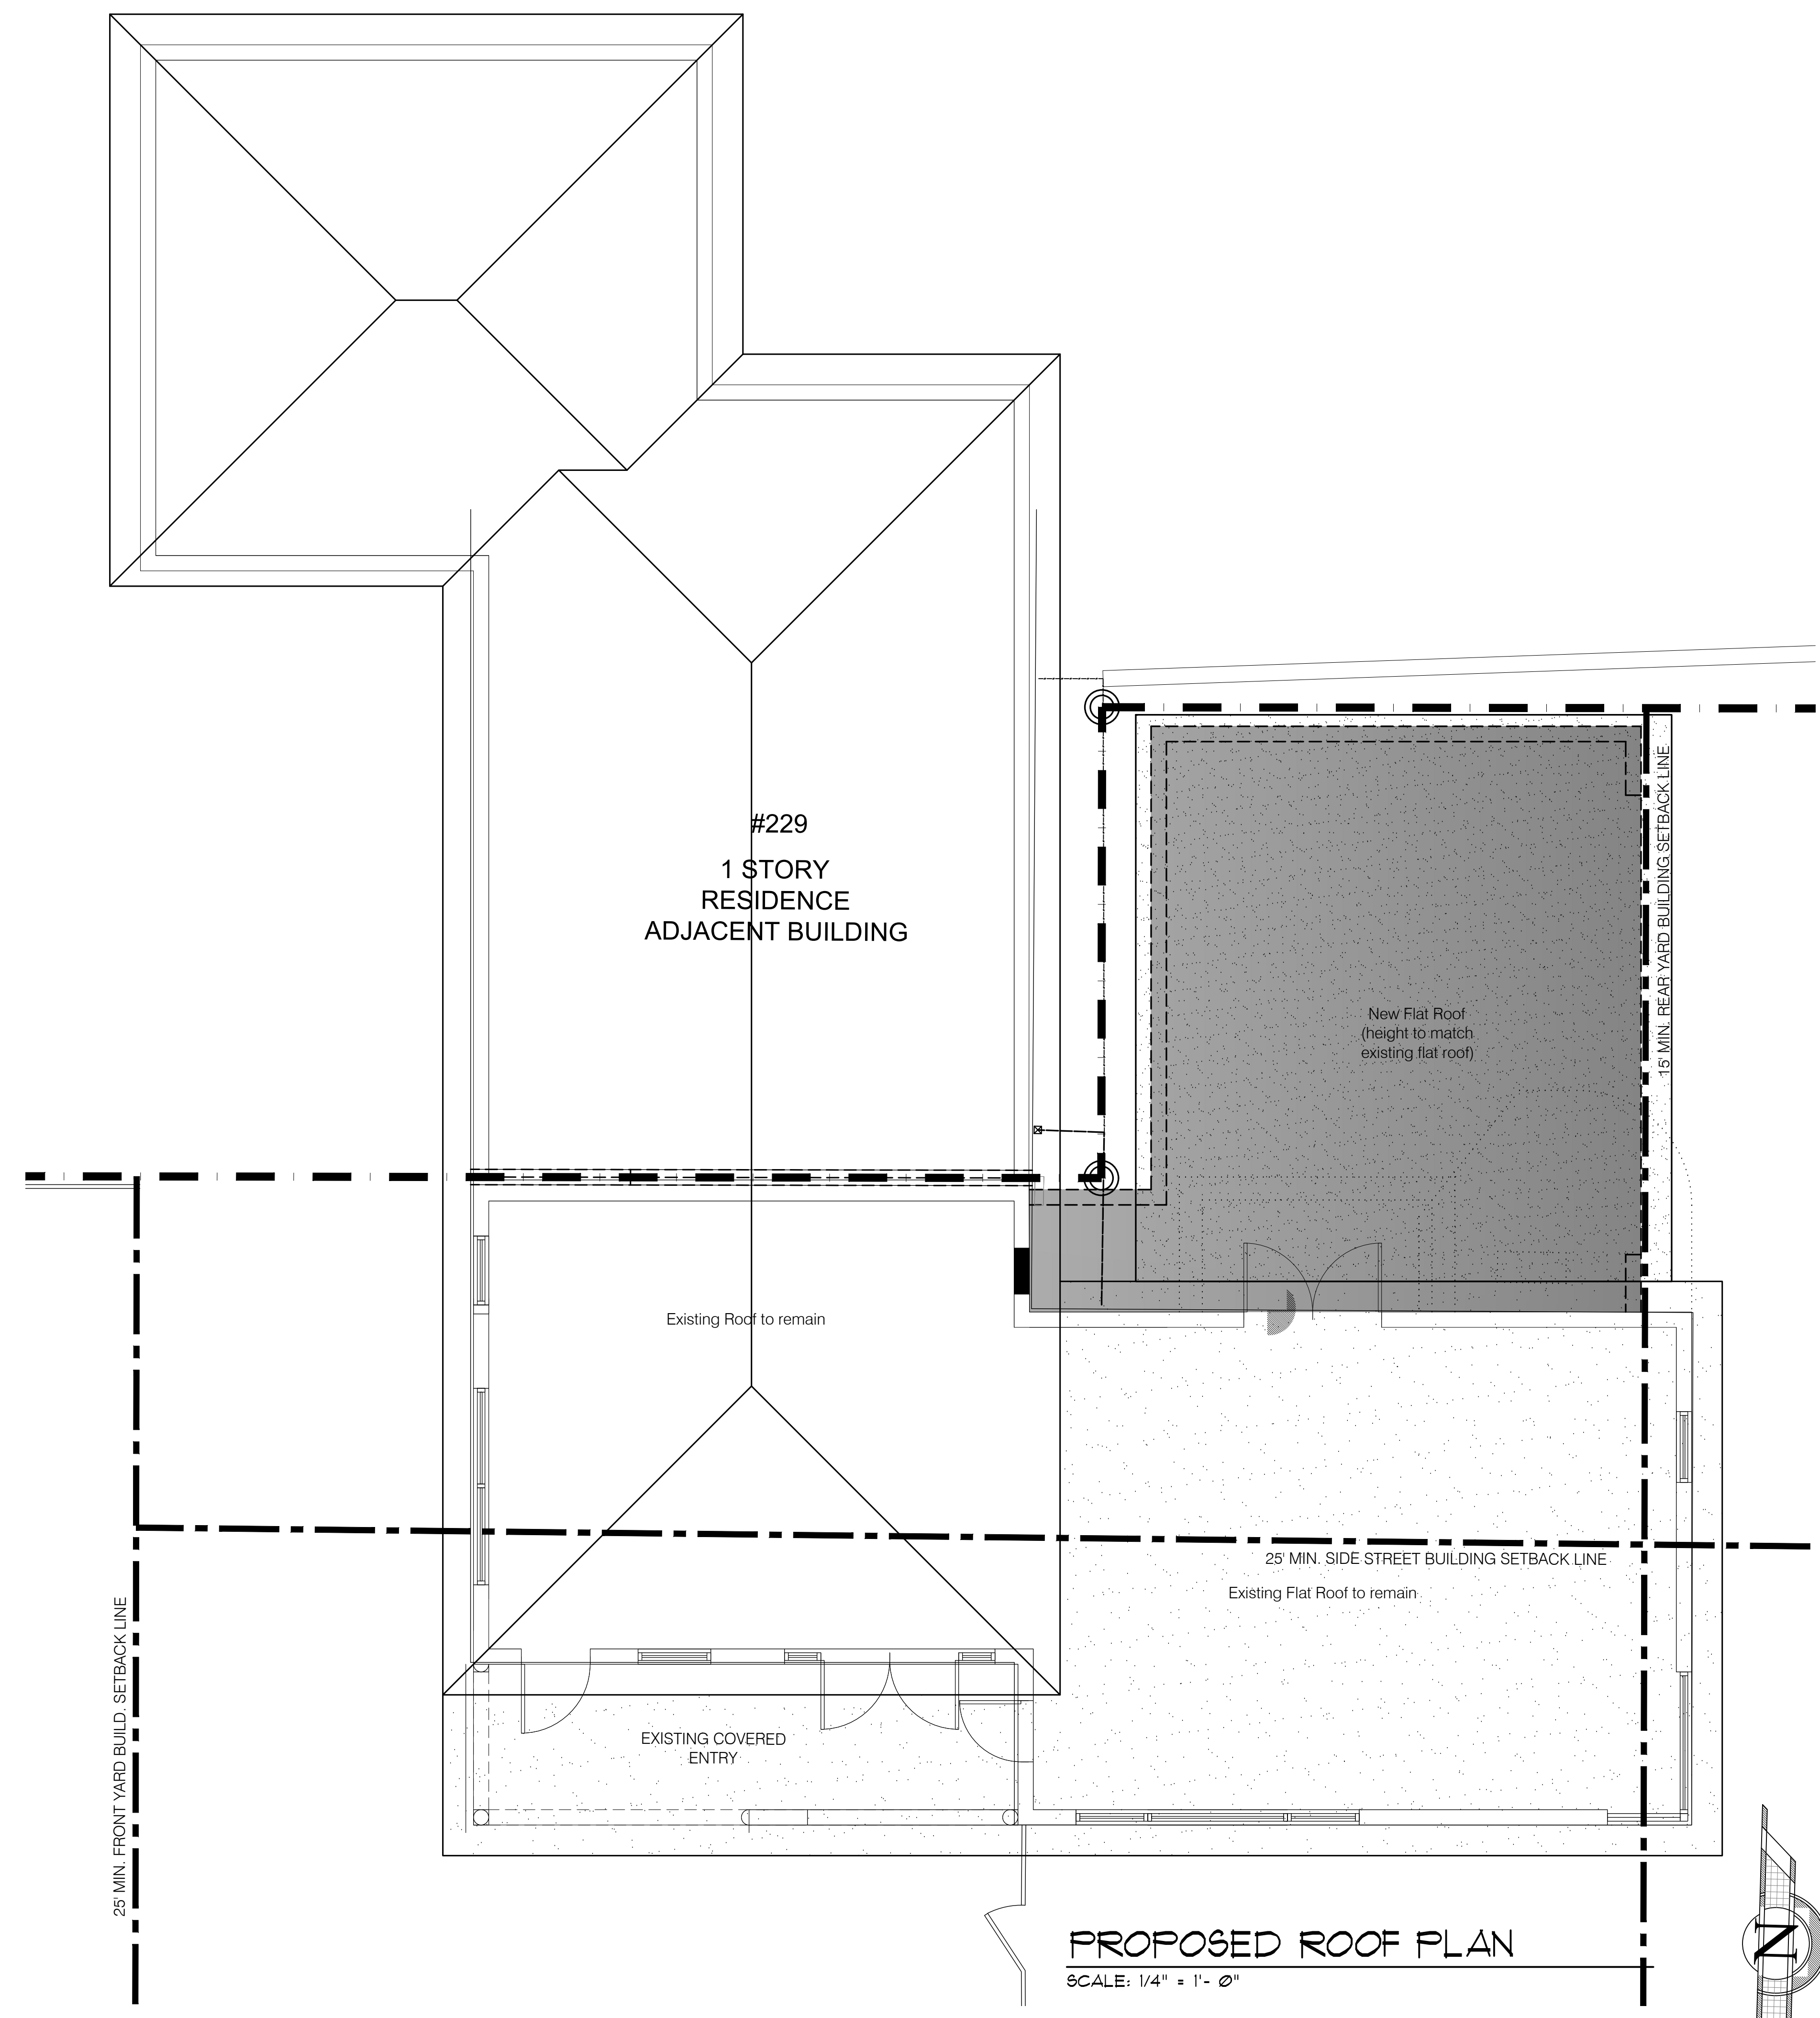 #229
1 STORY
RESIDENCE
ADJACENT BUILDING
15' MIN. REAR YARD BUILDING SETBACK LINE
New Flat Roof
(height to match
existing flat roof)
Existing Roof to remain
25' MIN. SIDE STREET BUILDING SETBACK LINE
Existing Flat Roof to remain
25' MIN. FRONT YARD BUILD. SETBACK LINE
EXISTING COVERED
ENTRY
PROPOSED ROOF PLAN
SCALE: 1/4" = 1'- 0"
N